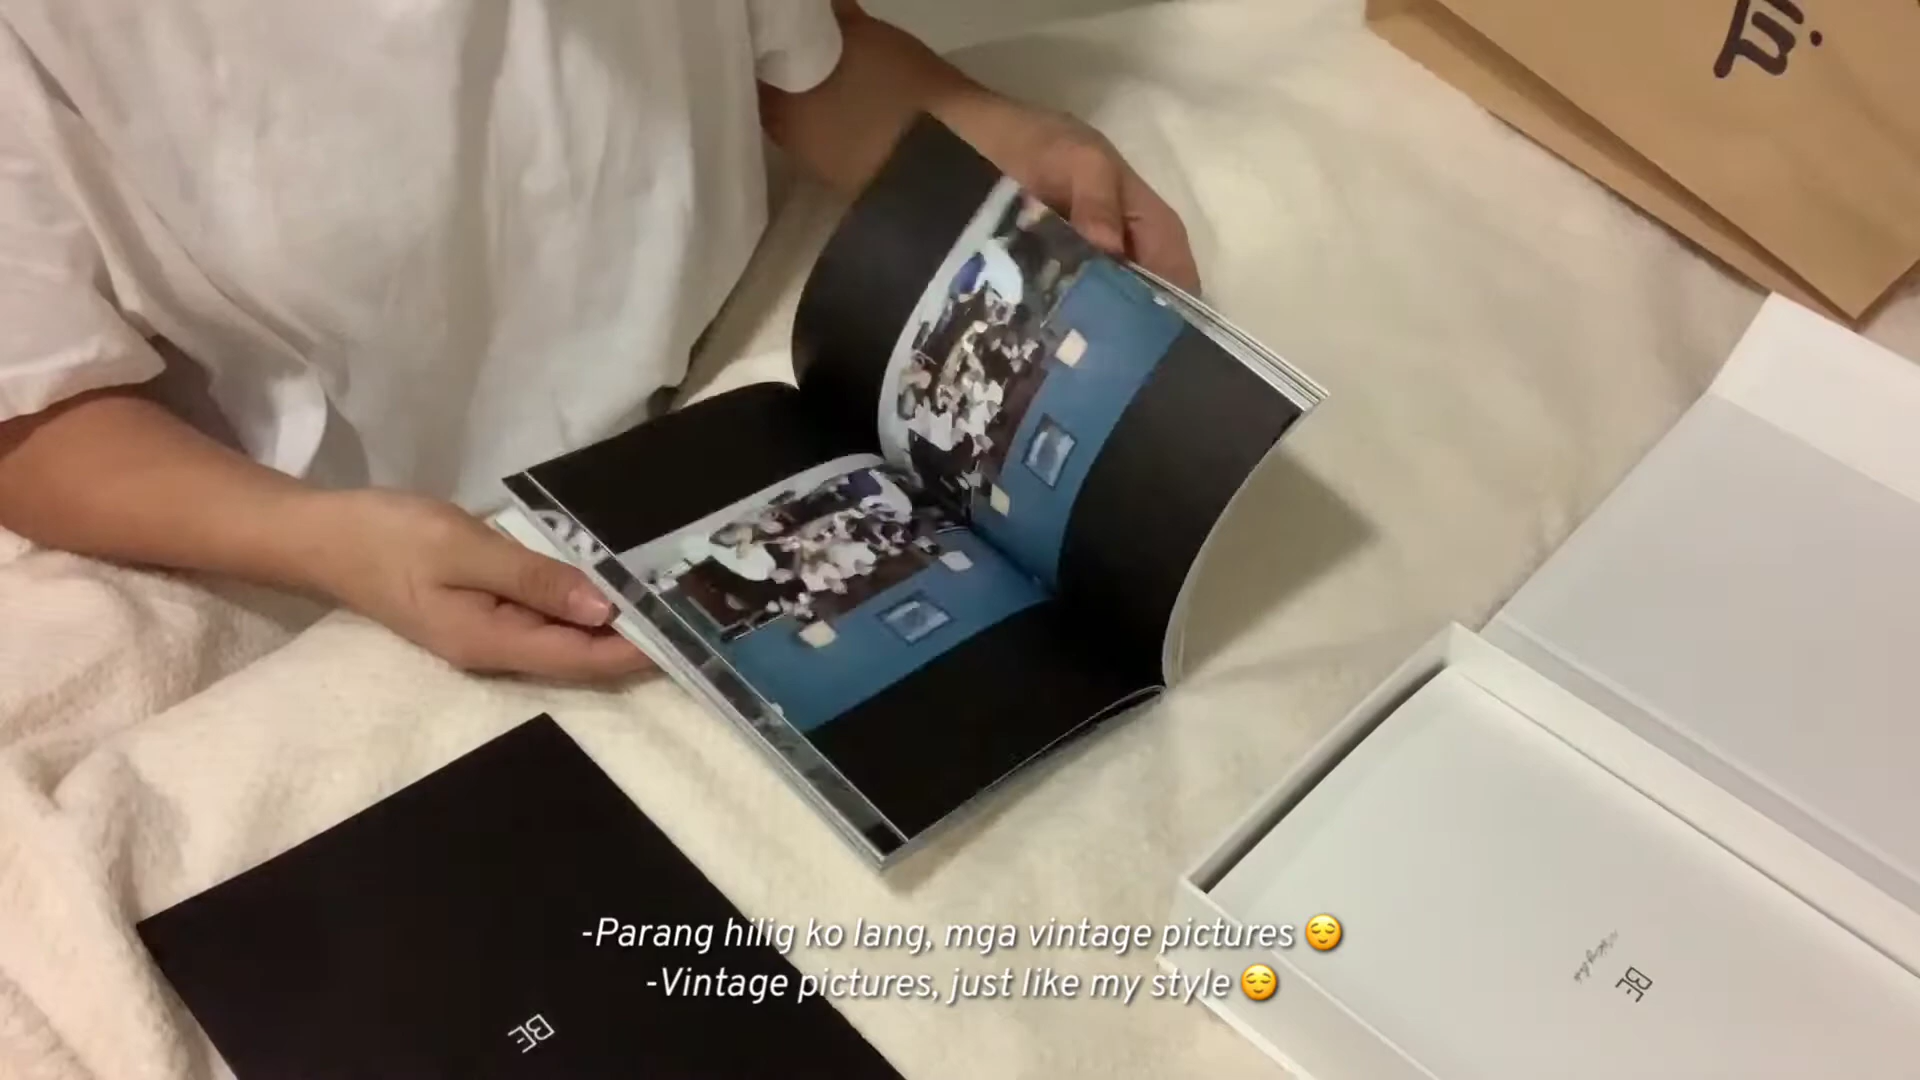 -Parang hilig ko lang, mga vintage pictures 😌
-Vintage pictures, just like my style 😌
BE
BE